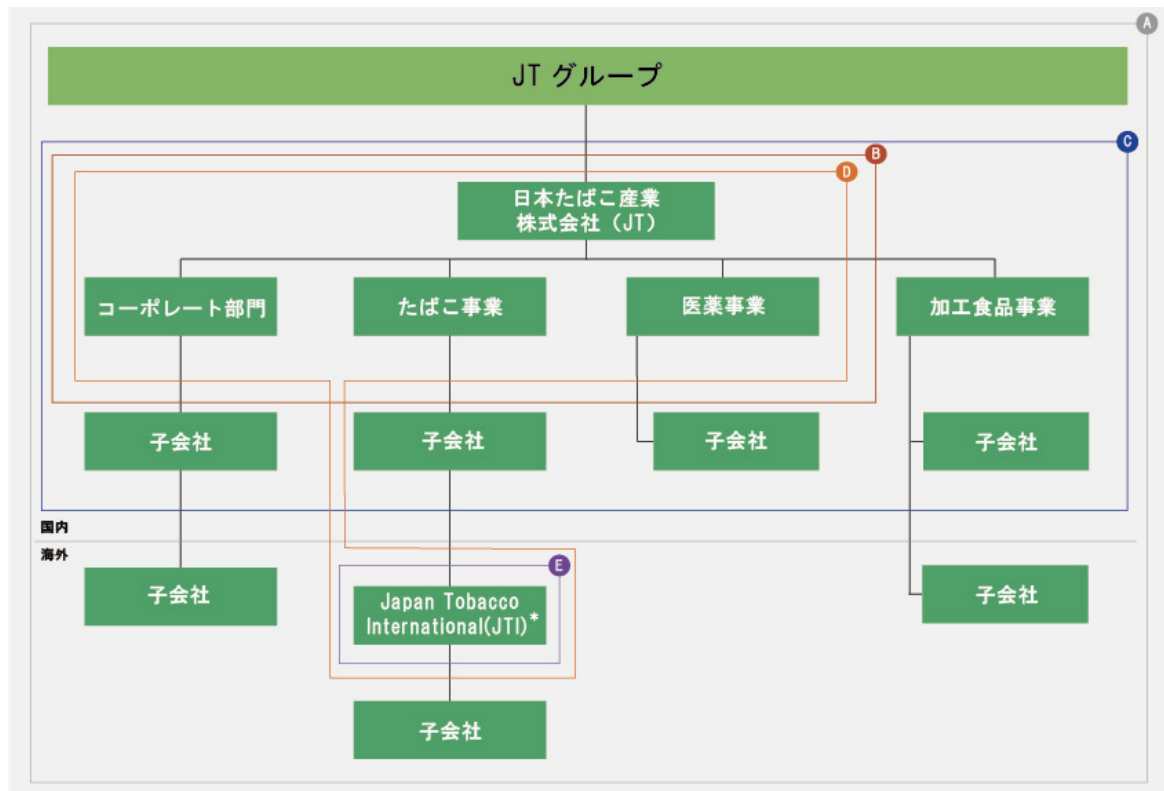 A
JT グループ
C
B
D
日本たばこ産業
株式会社（JT）
コーポレート部門
たばこ事業
医薬事業
加工食品事業
子会社
子会社
子会社
子会社
国内
海外
E
子会社
Japan Tobacco
International(JTI)*
子会社
子会社